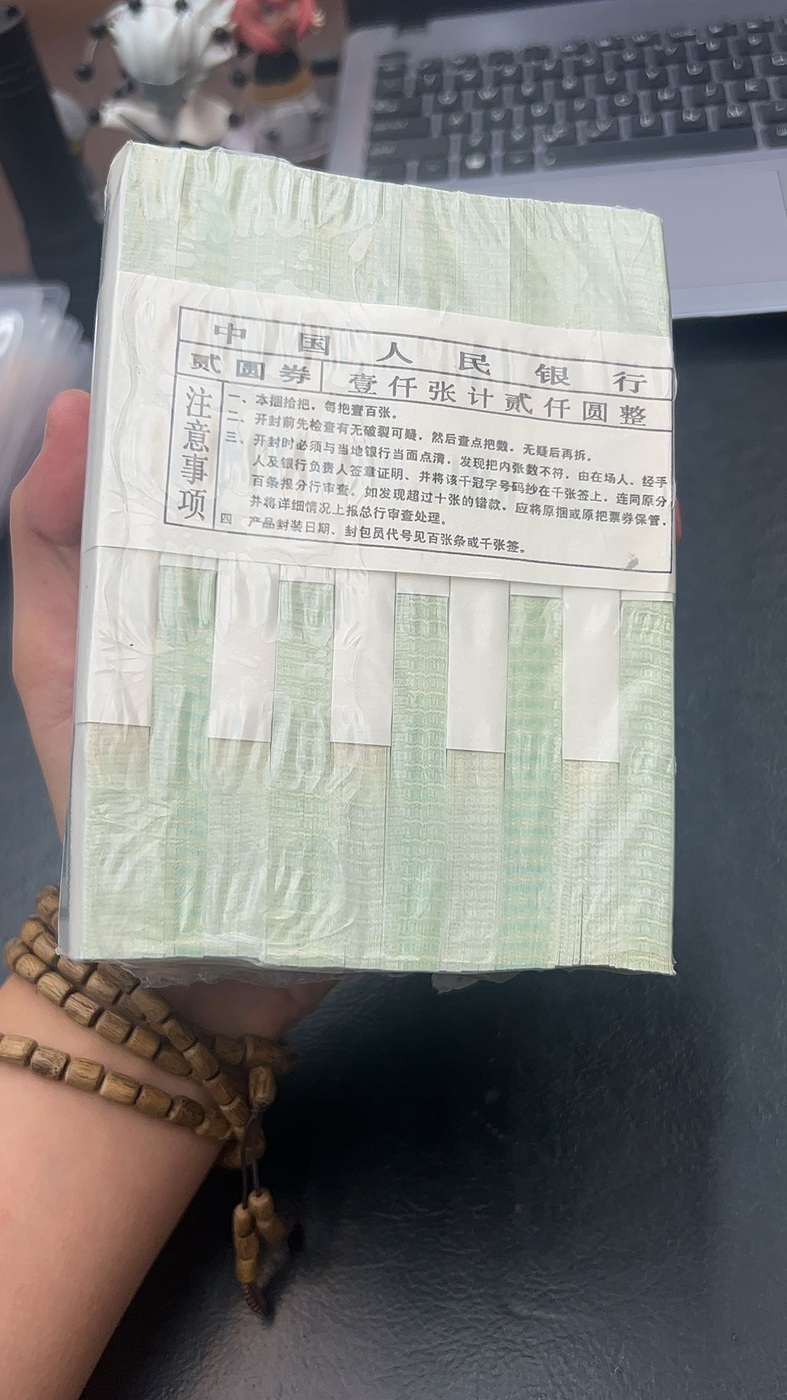 中国人民银行
贰圆券 壹仟张计贰仟圆整
注意事项
一、本捆拾把，每把壹百张。
二、开封前先检查有无破裂可疑，然后查点把数，无疑后再拆。
三、开封时必须与当地银行当面点清，发现把内张数不符，由在场人、经手
人及银行负责人签章证明、并将该千冠字号码抄在千张签上，连同原分
百条报分行审查。如发现超过十张的错款，应将原捆或原把票券保管，
并将详细情况上报总行审查处理。
四 产品封装日期、封包员代号见百张条或千张签。